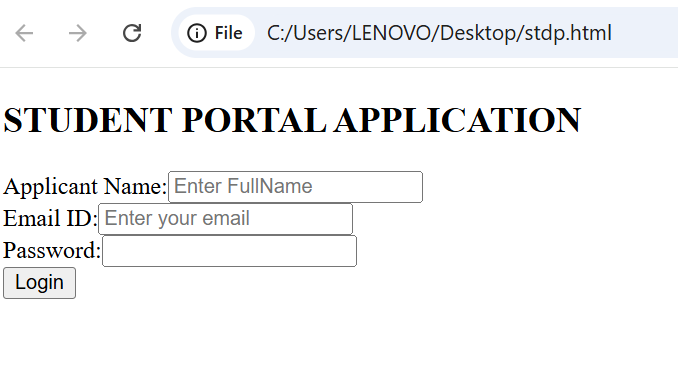 File C:/Users/LENOVO/Desktop/stdp.html
STUDENT PORTAL APPLICATION
Applicant Name: Enter FullName
Email ID: Enter your email
Password:
Login